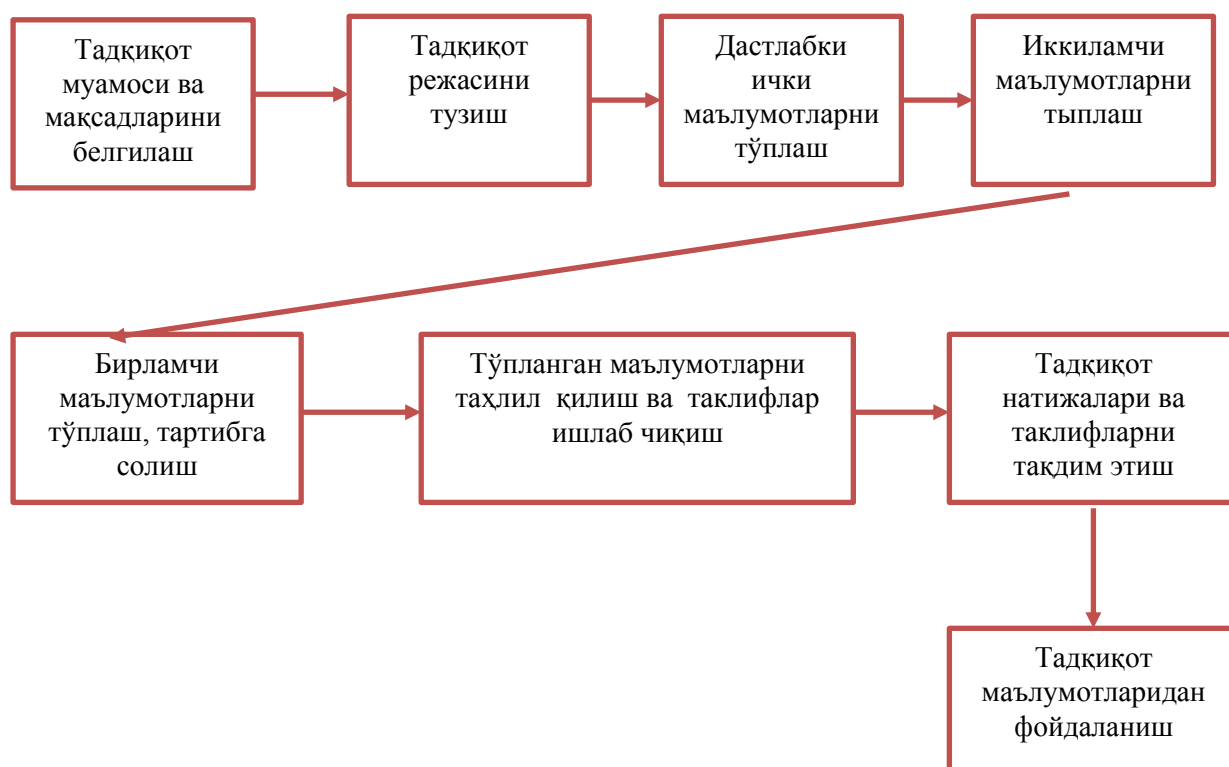 Тадқиқот
муамоси ва
мақсадларини
белгилаш
Тадқиқот
режасини
тузиш
Дастлабки
ички
маълумотларни
тўплаш
Иккиламчи
маълумотларни
тыплаш
Бирламчи
маълумотларни
тўплаш, тартибга
солиш
Тўпланган маълумотларни
таҳлил қилиш ва таклифлар
ишлаб чиқиш
Тадқиқот
натижалари ва
таклифларни
тақдим этиш
Тадқиқот
маълумотларидан
фойдаланиш